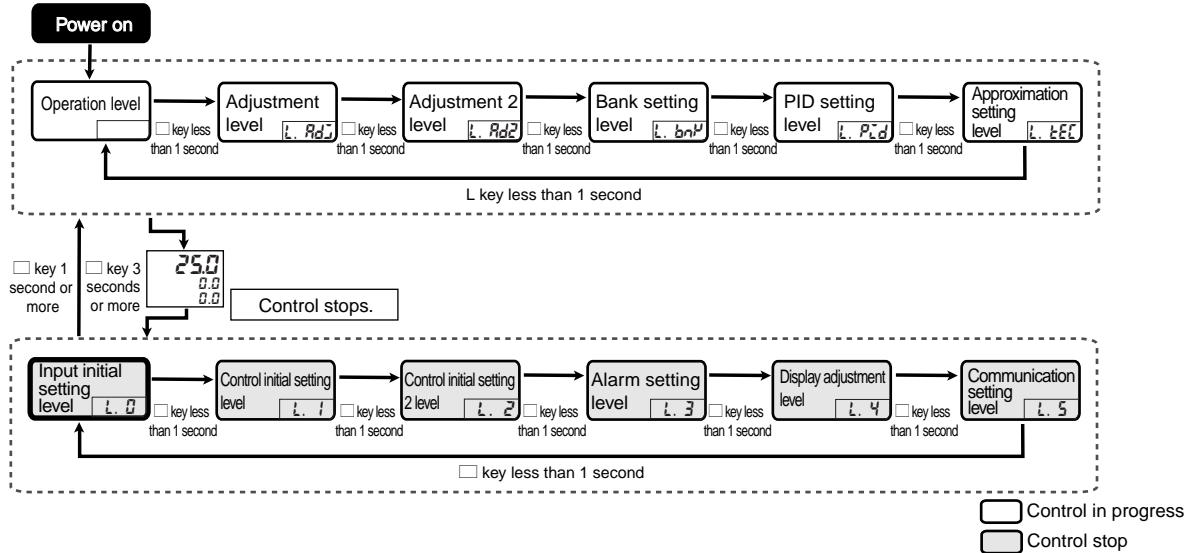 Power on
Operation level
Adjustment
level L. AdJ
Adjustment 2
level L. Ad2
Bank setting
level L. bnK
PID setting
level L. PId
Approximation
setting
level L. tEC
□ key less
than 1 second
□ key less
than 1 second
□ key less
than 1 second
□ key less
than 1 second
□ key less
than 1 second
L key less than 1 second
□ key 1
second or
more
□ key 3
seconds
or more
25.0
0.0
0.0
Control stops.
Input initial
setting
level L. 0
Control initial setting
level L. 1
Control initial setting
2 level L. 2
Alarm setting
level L. 3
Display adjustment
level L. 4
Communication
setting
level L. 5
□ key less
than 1 second
□ key less
than 1 second
□ key less
than 1 second
□ key less
than 1 second
□ key less
than 1 second
□ key less than 1 second
Control in progress
Control stop